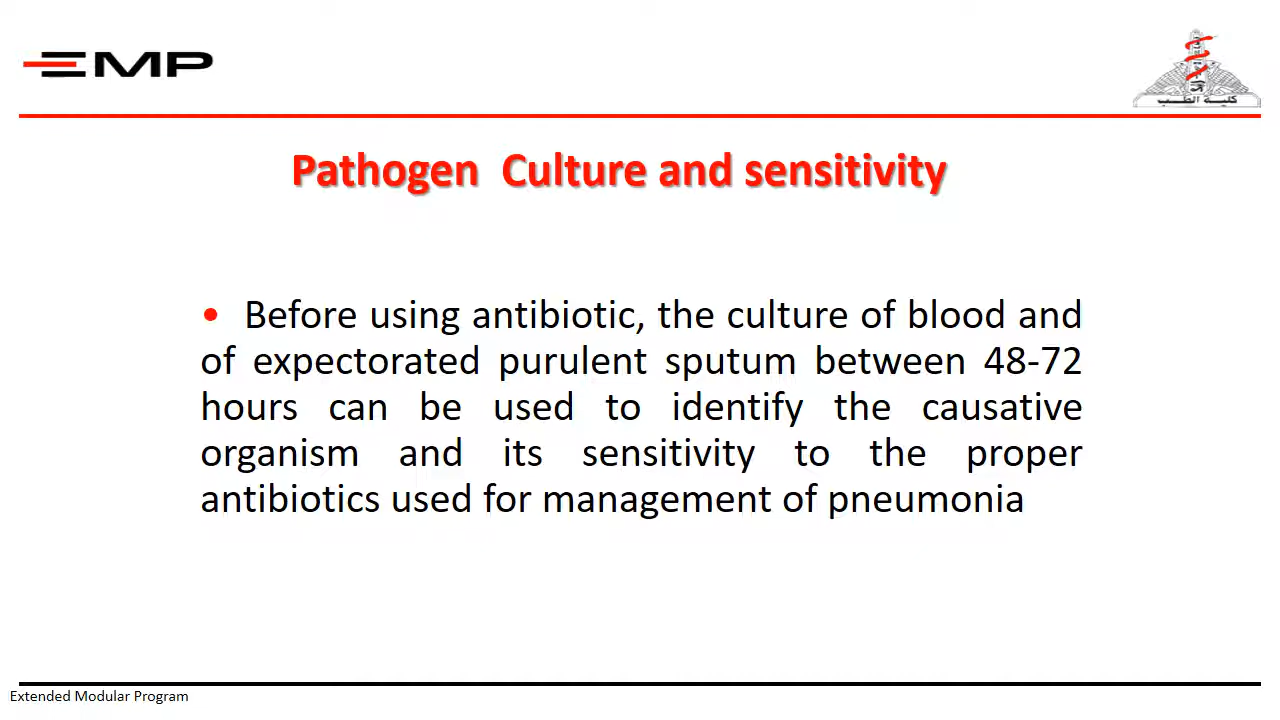 EMP
كلية الطب
Pathogen Culture and sensitivity
• Before using antibiotic, the culture of blood and
of expectorated purulent sputum between 48-72
hours can be used to identify the causative
organism and its sensitivity to the proper
antibiotics used for management of pneumonia
Extended Modular Program